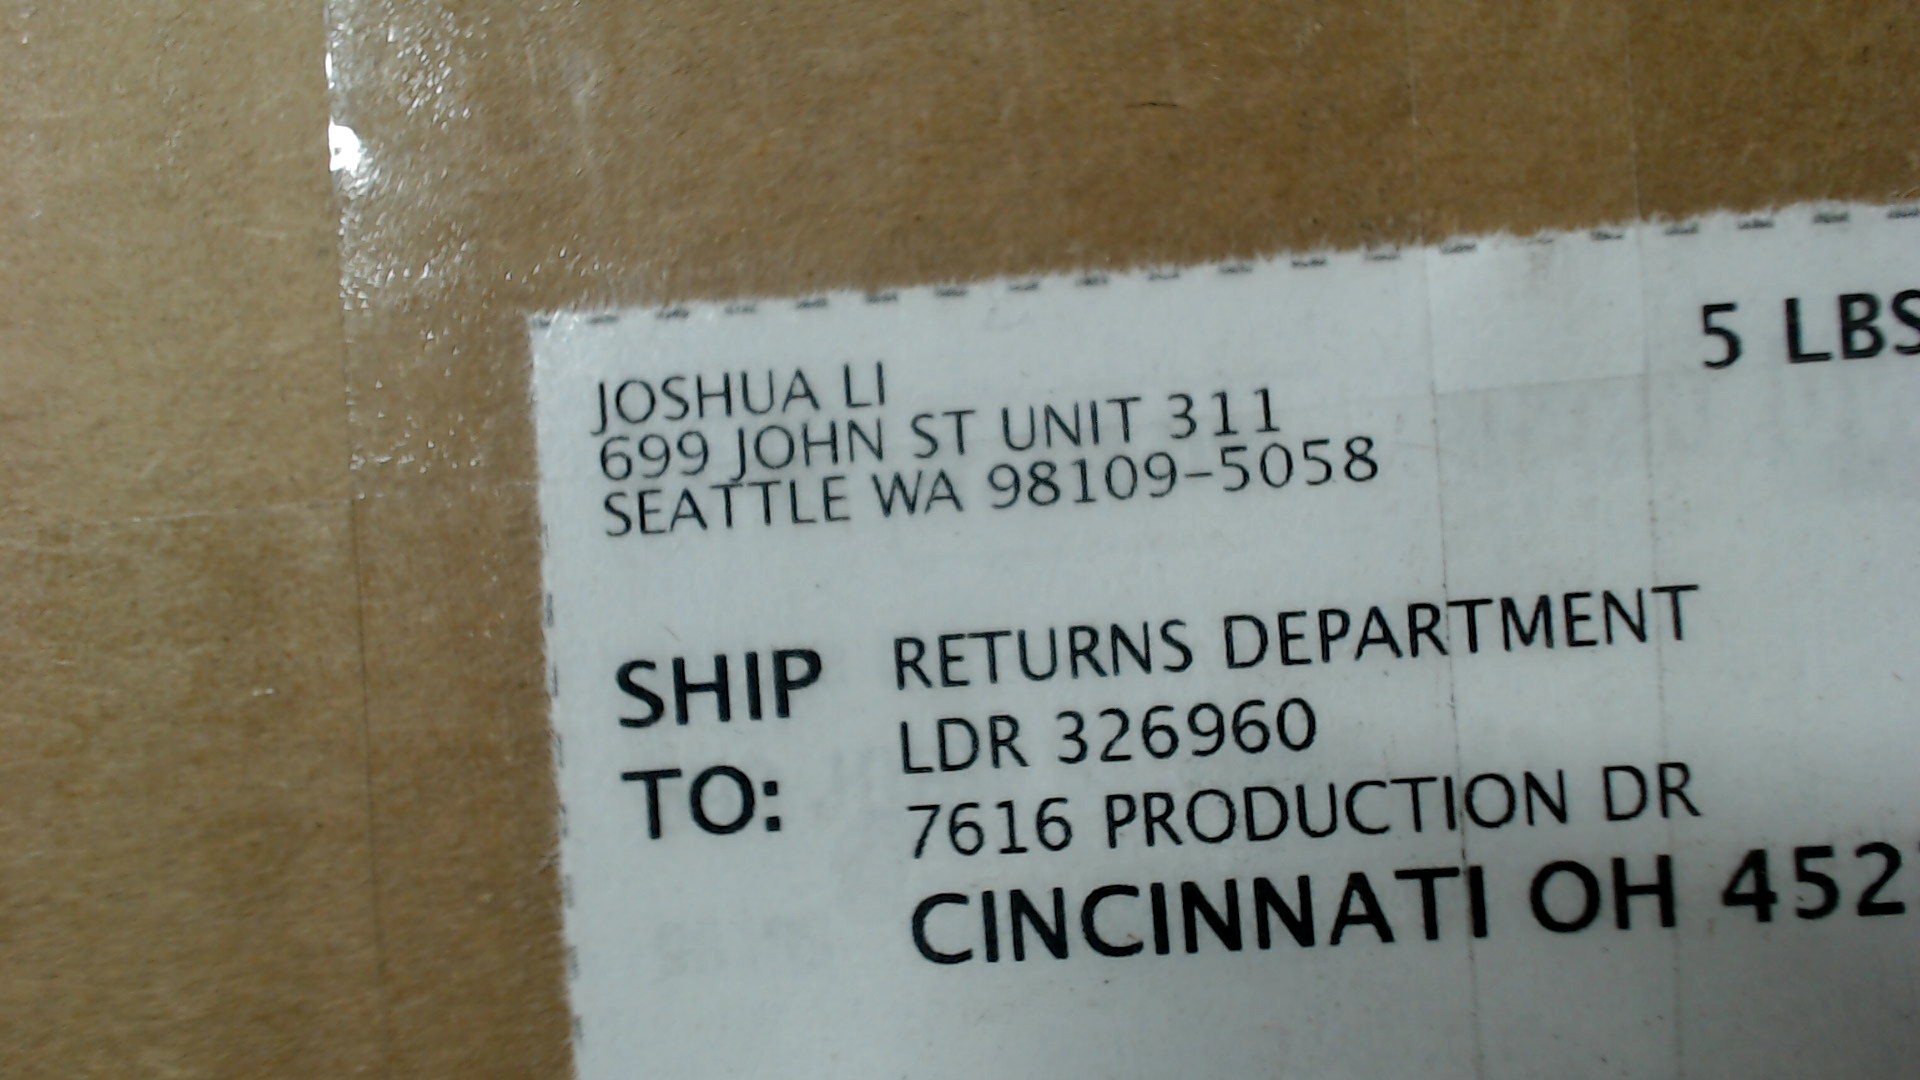 5 LBS
JOSHUA LI
699 JOHN ST UNIT 311
SEATTLE WA 98109-5058
SHIP TO:
RETURNS DEPARTMENT
LDR 326960
7616 PRODUCTION DR
CINCINNATI OH 452